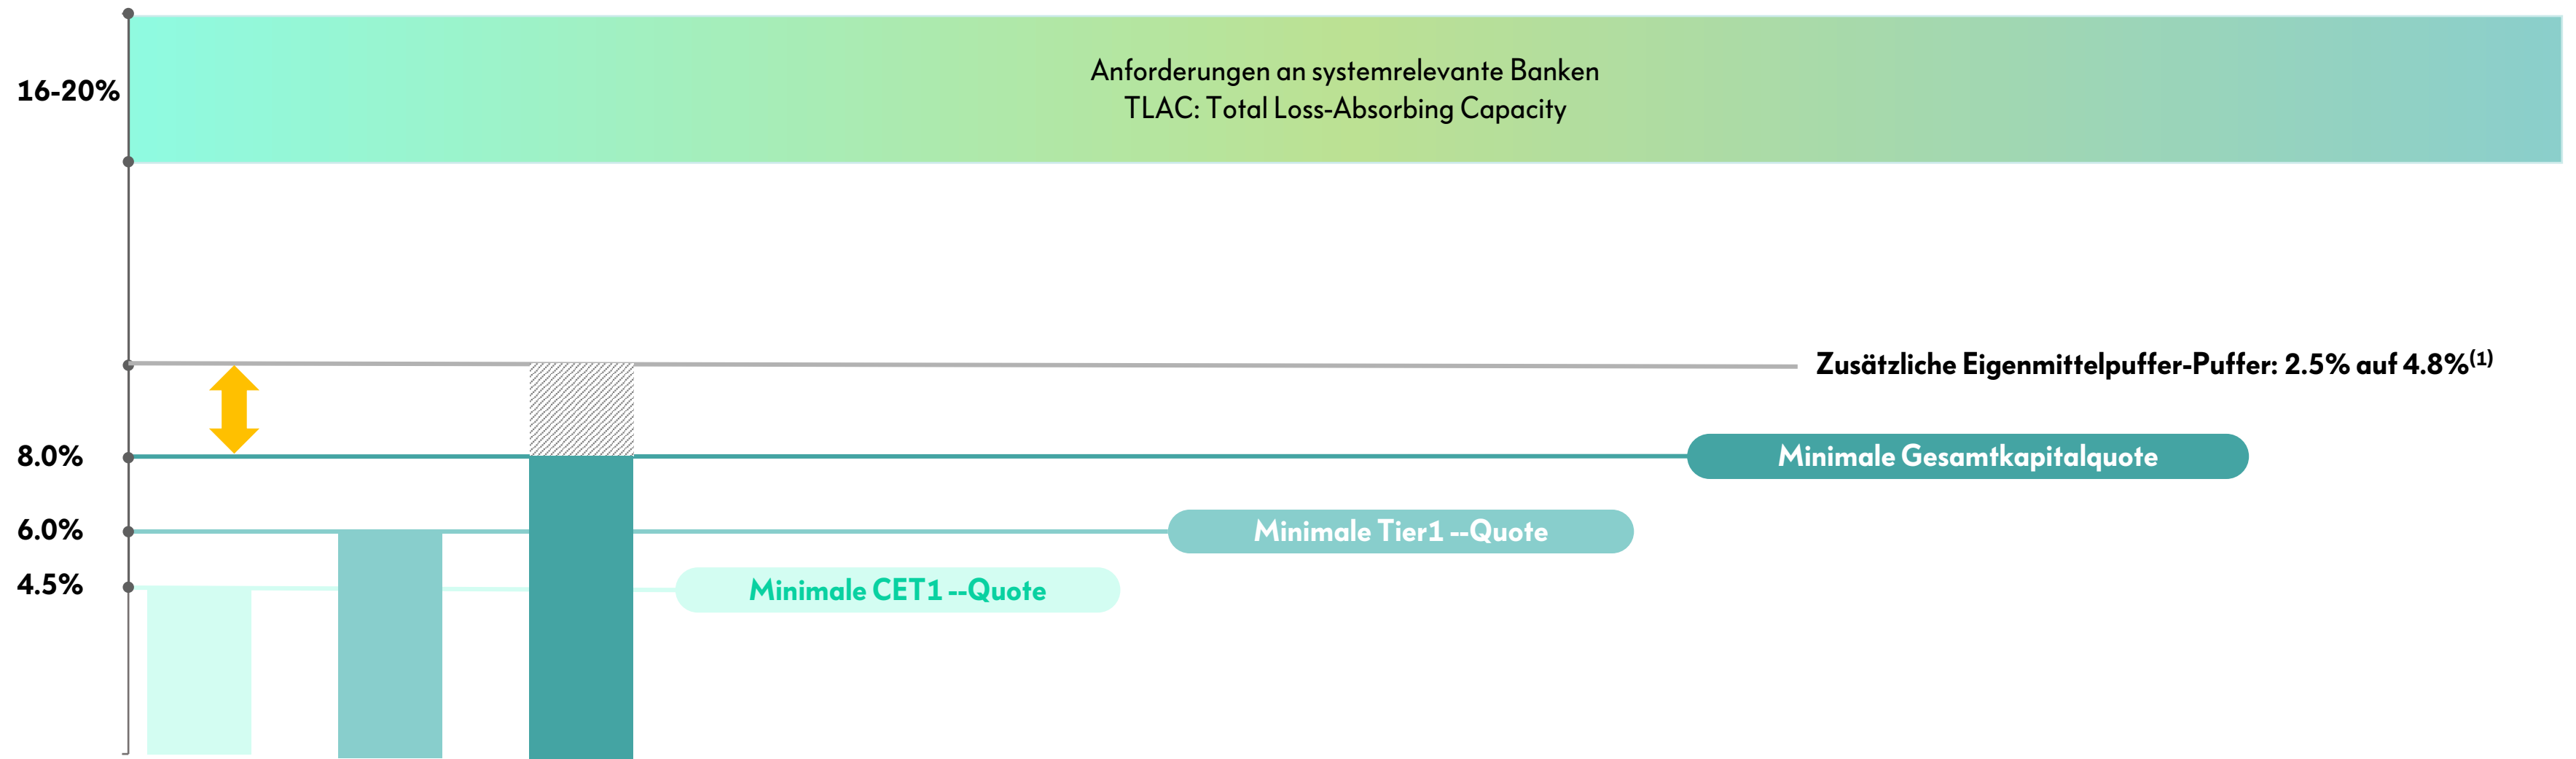 16-20%
Anforderungen an systemrelevante Banken
TLAC: Total Loss-Absorbing Capacity
Zusätzliche Eigenmittelpuffer-Puffer: 2.5% auf 4.8%(1)
8.0%
Minimale Gesamtkapitalquote
6.0%
Minimale Tier1 --Quote
4.5%
Minimale CET1 --Quote